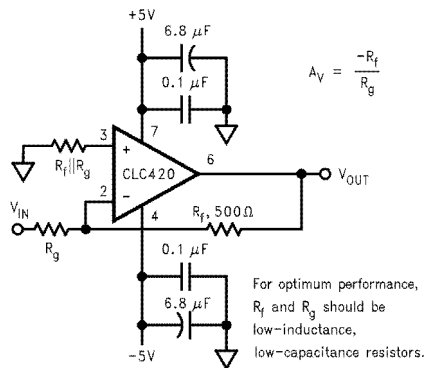 +5V
6.8 μF
0.1 μF
A_V = -R_f / R_g
3
7
R_f||R_g
+
CLC420
6
V_OUT
2
-
V_IN
4
R_f, 500Ω
R_g
0.1 μF
6.8 μF
-5V
For optimum performance,
R_f and R_g should be
low-inductance,
low-capacitance resistors.